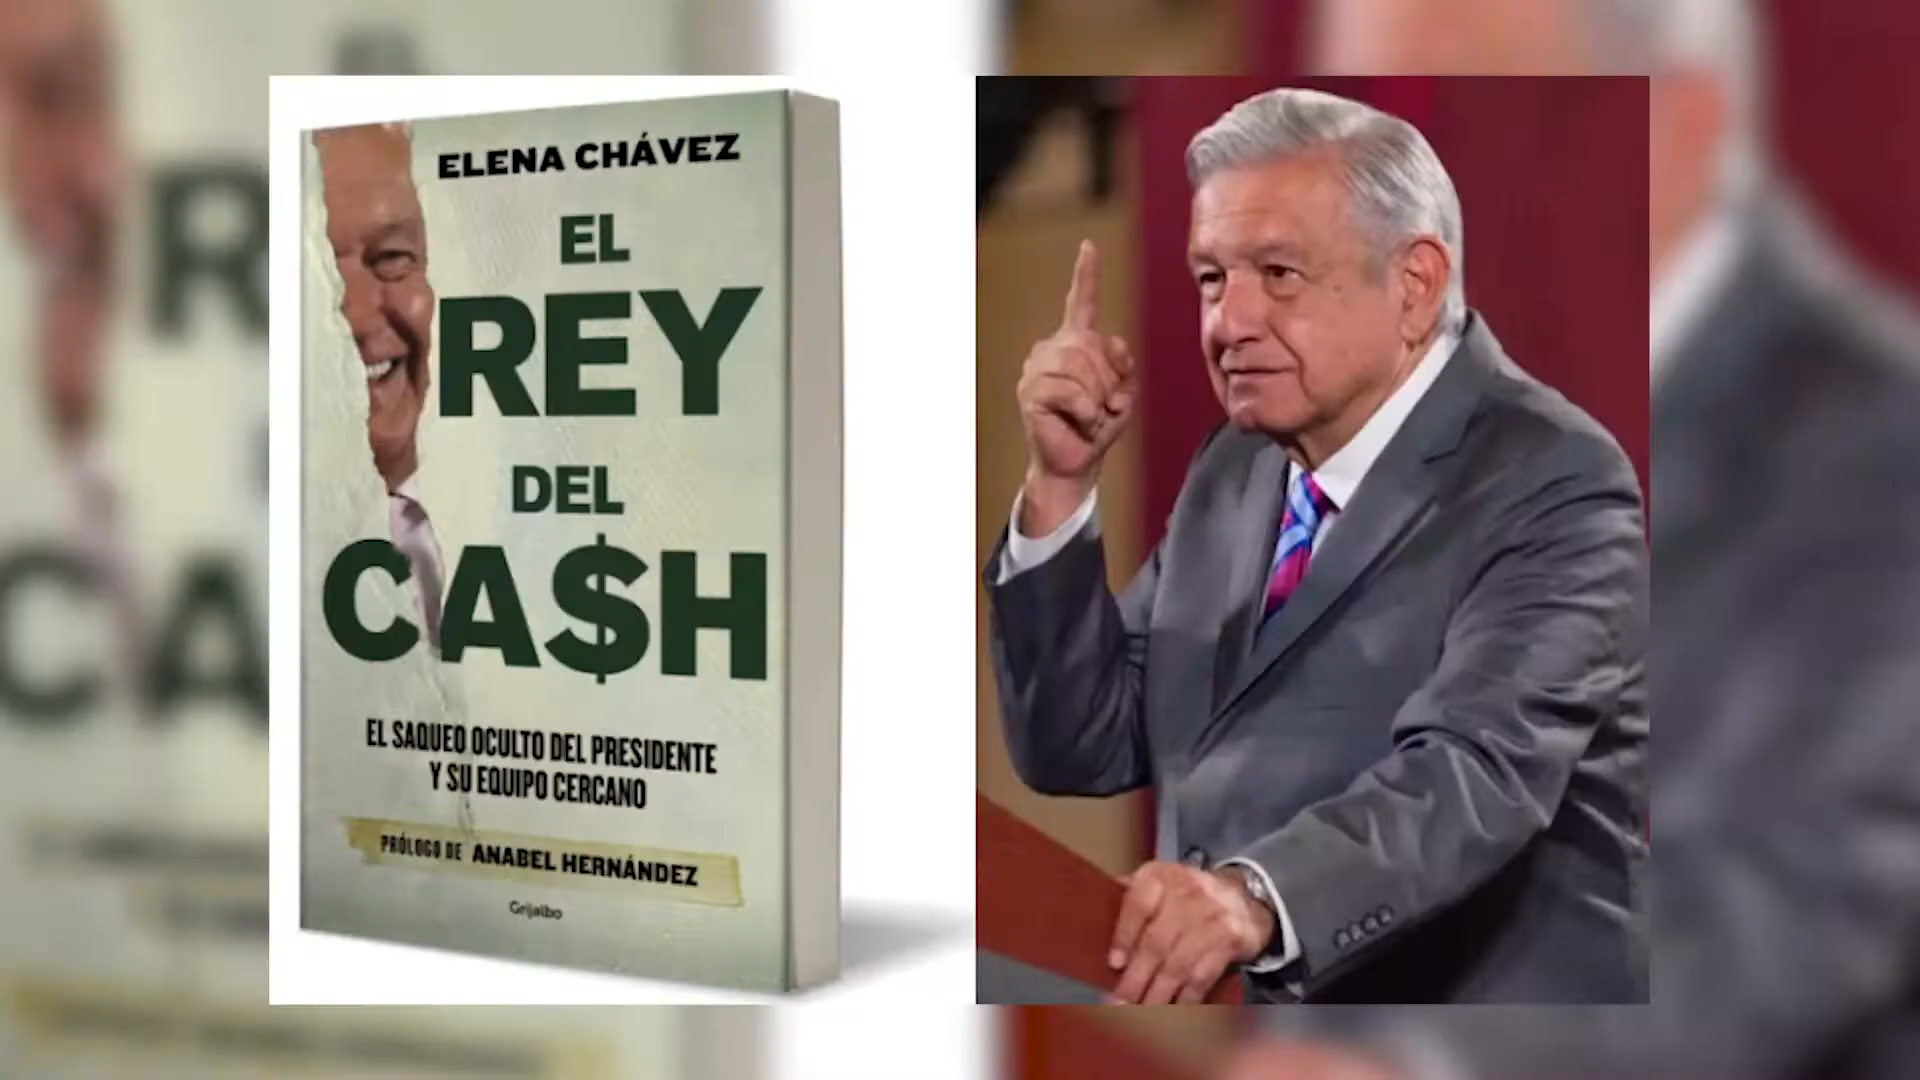 ELENA CHÁVEZ
EL
REY
DEL
CA$H
EL SAQUEO OCULTO DEL PRESIDENTE
Y SU EQUIPO CERCANO
PRÓLOGO DE ANABEL HERNÁNDEZ
Grijalbo